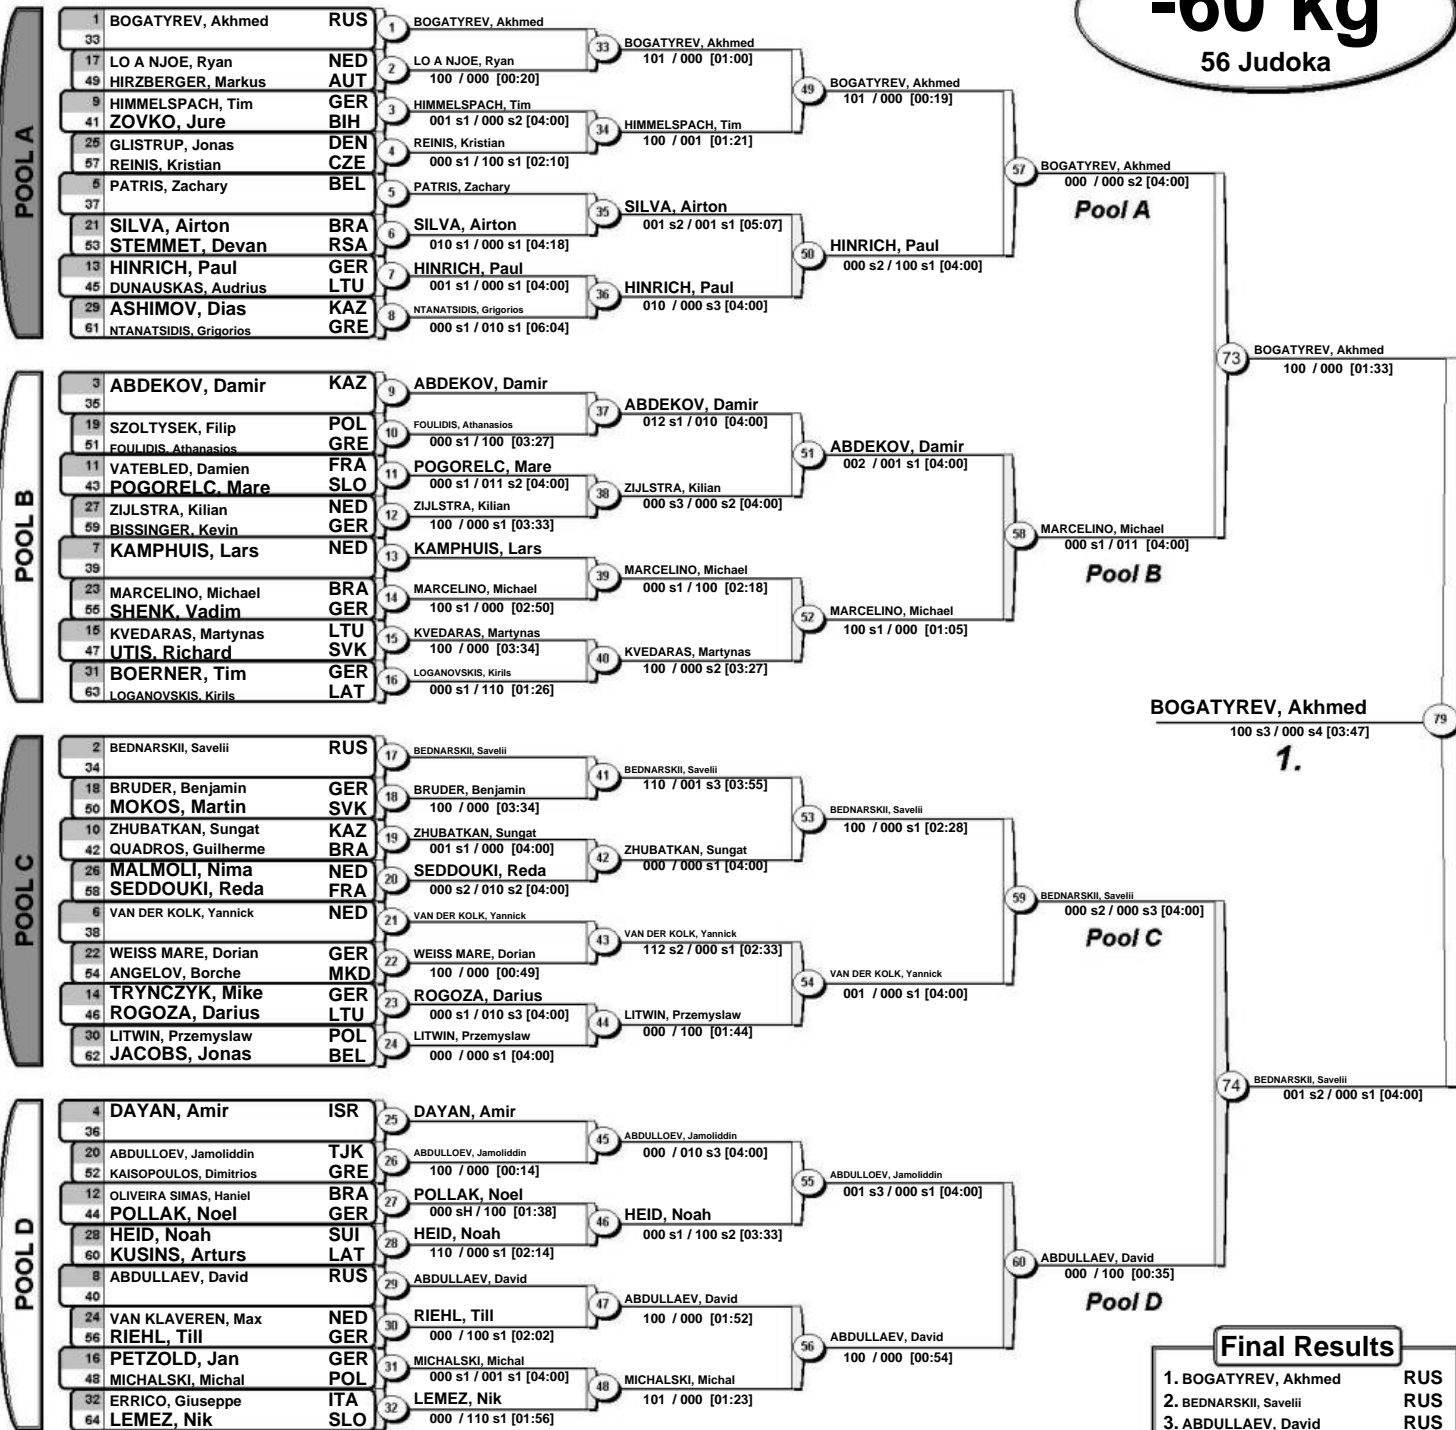 -60 kg
56 Judoka
POOL A
1 BOGATYREV, Akhmed RUS
33
17 LO A NJOE, Ryan NED
49 HIRZBERGER, Markus AUT
9 HIMMELSPACH, Tim GER
41 ZOVKO, Jure BIH
25 GLISTRUP, Jonas DEN
57 REINIS, Kristian CZE
5 PATRIS, Zachary BEL
37
21 SILVA, Airton BRA
53 STEMMET, Devan RSA
13 HINRICH, Paul GER
45 DUNAUSKAS, Audrius LTU
29 ASHIMOV, Dias KAZ
61 NTANATSIDIS, Grigorios GRE
1 BOGATYREV, Akhmed
2 LO A NJOE, Ryan
100 / 000 [00:20]
3 HIMMELSPACH, Tim
001 s1 / 000 s2 [04:00]
4 REINIS, Kristian
000 s1 / 100 s1 [02:10]
5 PATRIS, Zachary
6 SILVA, Airton
010 s1 / 000 s1 [04:18]
7 HINRICH, Paul
001 s1 / 000 s1 [04:00]
8 NTANATSIDIS, Grigorios
000 s1 / 010 s1 [06:04]
33 BOGATYREV, Akhmed
101 / 000 [01:00]
34 HIMMELSPACH, Tim
100 / 001 [01:21]
35 SILVA, Airton
001 s2 / 001 s1 [05:07]
36 HINRICH, Paul
010 / 000 s3 [04:00]
49 BOGATYREV, Akhmed
101 / 000 [00:19]
50 HINRICH, Paul
000 s2 / 100 s1 [04:00]
57 BOGATYREV, Akhmed
000 / 000 s2 [04:00]
Pool A
POOL B
3 ABDEKOV, Damir KAZ
35
19 SZOLTYSEK, Filip POL
51 FOULIDIS, Athanasios GRE
11 VATEBLED, Damien FRA
43 POGORELC, Mare SLO
27 ZIJLSTRA, Kilian NED
59 BISSINGER, Kevin GER
7 KAMPHUIS, Lars NED
39
23 MARCELINO, Michael BRA
55 SHENK, Vadim GER
15 KVEDARAS, Martynas LTU
47 UTIS, Richard SVK
31 BOERNER, Tim GER
63 LOGANOVSKIS, Kirils LAT
9 ABDEKOV, Damir
10 FOULIDIS, Athanasios
000 s1 / 100 [03:27]
11 POGORELC, Mare
000 s1 / 011 s2 [04:00]
12 ZIJLSTRA, Kilian
100 / 000 s1 [03:33]
13 KAMPHUIS, Lars
14 MARCELINO, Michael
100 s1 / 000 [02:50]
15 KVEDARAS, Martynas
100 / 000 [03:34]
16 LOGANOVSKIS, Kirils
000 s1 / 110 [01:26]
37 ABDEKOV, Damir
012 s1 / 010 [04:00]
38 ZIJLSTRA, Kilian
000 s3 / 000 s2 [04:00]
39 MARCELINO, Michael
000 s1 / 100 [02:18]
40 KVEDARAS, Martynas
100 / 000 s2 [03:27]
51 ABDEKOV, Damir
002 / 001 s1 [04:00]
52 MARCELINO, Michael
100 s1 / 000 [01:05]
58 MARCELINO, Michael
000 s1 / 011 [04:00]
Pool B
73 BOGATYREV, Akhmed
100 / 000 [01:33]
POOL C
2 BEDNARSKII, Savelii RUS
34
18 BRUDER, Benjamin GER
50 MOKOS, Martin SVK
10 ZHUBATKAN, Sungat KAZ
42 QUADROS, Guilherme BRA
26 MALMOLI, Nima NED
58 SEDDOUKI, Reda FRA
6 VAN DER KOLK, Yannick NED
38
22 WEISS MARE, Dorian GER
54 ANGELOV, Borche MKD
14 TRYNCZYK, Mike GER
46 ROGOZA, Darius LTU
30 LITWIN, Przemyslaw POL
62 JACOBS, Jonas BEL
17 BEDNARSKII, Savelii
18 BRUDER, Benjamin
100 / 000 [03:34]
19 ZHUBATKAN, Sungat
001 s1 / 000 [04:00]
20 SEDDOUKI, Reda
000 s2 / 010 s2 [04:00]
21 VAN DER KOLK, Yannick
22 WEISS MARE, Dorian
100 / 000 [00:49]
23 ROGOZA, Darius
000 s1 / 010 s3 [04:00]
24 LITWIN, Przemyslaw
000 / 000 s1 [04:00]
41 BEDNARSKII, Savelii
110 / 001 s3 [03:55]
42 ZHUBATKAN, Sungat
000 / 000 s1 [04:00]
43 VAN DER KOLK, Yannick
112 s2 / 000 s1 [02:33]
44 LITWIN, Przemyslaw
000 / 100 [01:44]
53 BEDNARSKII, Savelii
100 / 000 s1 [02:28]
54 VAN DER KOLK, Yannick
001 / 000 s1 [04:00]
59 BEDNARSKII, Savelii
000 s2 / 000 s3 [04:00]
Pool C
BOGATYREV, Akhmed 79
100 s3 / 000 s4 [03:47]
1.
POOL D
4 DAYAN, Amir ISR
36
20 ABDULLOEV, Jamoliddin TJK
52 KAISOPOULOS, Dimitrios GRE
12 OLIVEIRA SIMAS, Haniel BRA
44 POLLAK, Noel GER
28 HEID, Noah SUI
60 KUSINS, Arturs LAT
8 ABDULLAEV, David RUS
40
24 VAN KLAVEREN, Max NED
56 RIEHL, Till GER
16 PETZOLD, Jan GER
48 MICHALSKI, Michal POL
32 ERRICO, Giuseppe ITA
64 LEMEZ, Nik SLO
25 DAYAN, Amir
26 ABDULLOEV, Jamoliddin
100 / 000 [00:14]
27 POLLAK, Noel
000 sH / 100 [01:38]
28 HEID, Noah
110 / 000 s1 [02:14]
29 ABDULLAEV, David
30 RIEHL, Till
000 / 100 s1 [02:02]
31 MICHALSKI, Michal
000 s1 / 001 s1 [04:00]
32 LEMEZ, Nik
000 / 110 s1 [01:56]
45 ABDULLOEV, Jamoliddin
000 / 010 s3 [04:00]
46 HEID, Noah
000 s1 / 100 s2 [03:33]
47 ABDULLAEV, David
100 / 000 [01:52]
48 MICHALSKI, Michal
101 / 000 [01:23]
55 ABDULLOEV, Jamoliddin
001 s3 / 000 s1 [04:00]
56 ABDULLAEV, David
100 / 000 [00:54]
60 ABDULLAEV, David
000 / 100 [00:35]
Pool D
74 BEDNARSKII, Savelii
001 s2 / 000 s1 [04:00]
Final Results
1. BOGATYREV, Akhmed RUS
2. BEDNARSKII, Savelii RUS
3. ABDULLAEV, David RUS